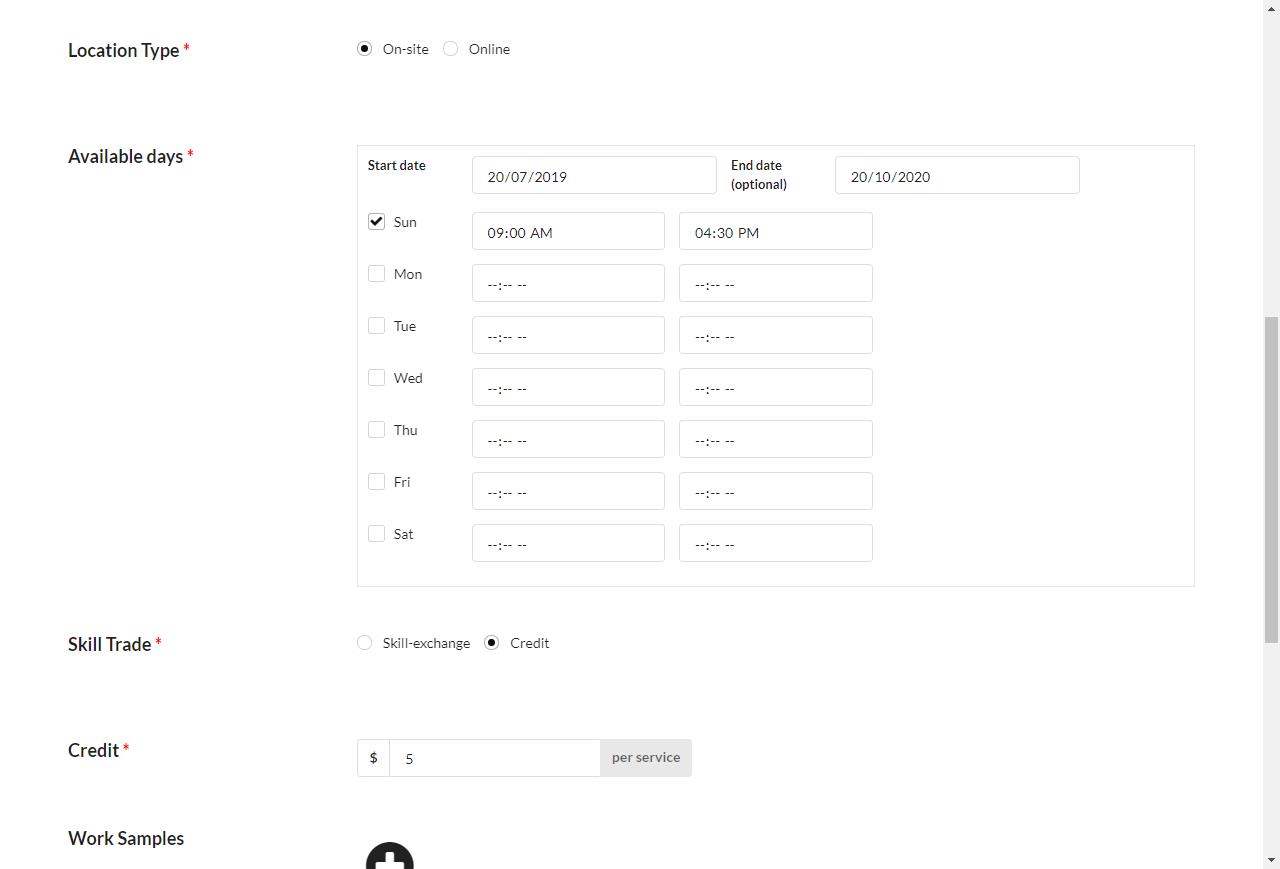 Location Type * On-site Online
Available days * Start date 20/07/2019 End date 20/10/2020
(optional)
Sun 09:00 AM 04:30 PM
Mon --:-- -- --:-- --
Tue --:-- -- --:-- --
Wed --:-- -- --:-- --
Thu --:-- -- --:-- --
Fri --:-- -- --:-- --
Sat --:-- -- --:-- --
Skill Trade * Skill-exchange Credit
Credit * $ 5 per service
Work Samples